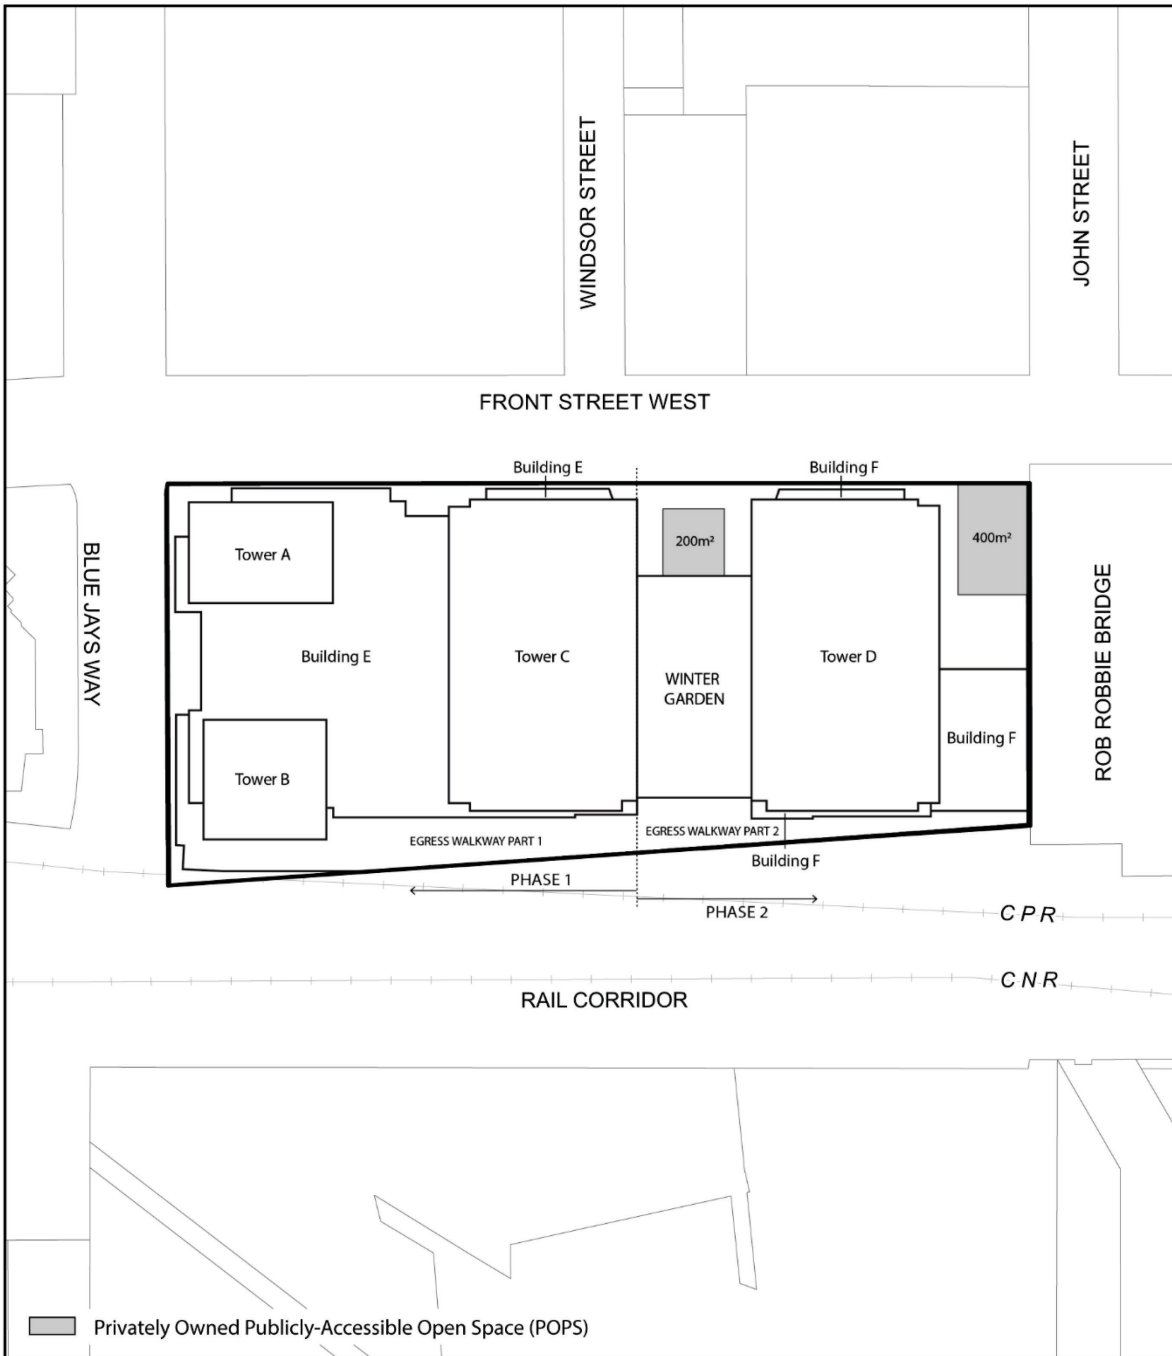 WINDSOR STREET
JOHN STREET
FRONT STREET WEST
Building E
Building F
Tower A
200m²
400m²
BLUE JAYS WAY
ROB ROBBIE BRIDGE
Building E
Tower C
Tower D
WINTER
GARDEN
Building F
Tower B
EGRESS WALKWAY PART 1
EGRESS WALKWAY PART 2
Building F
PHASE 1
PHASE 2
CPR
CNR
RAIL CORRIDOR
Privately Owned Publicly-Accessible Open Space (POPS)